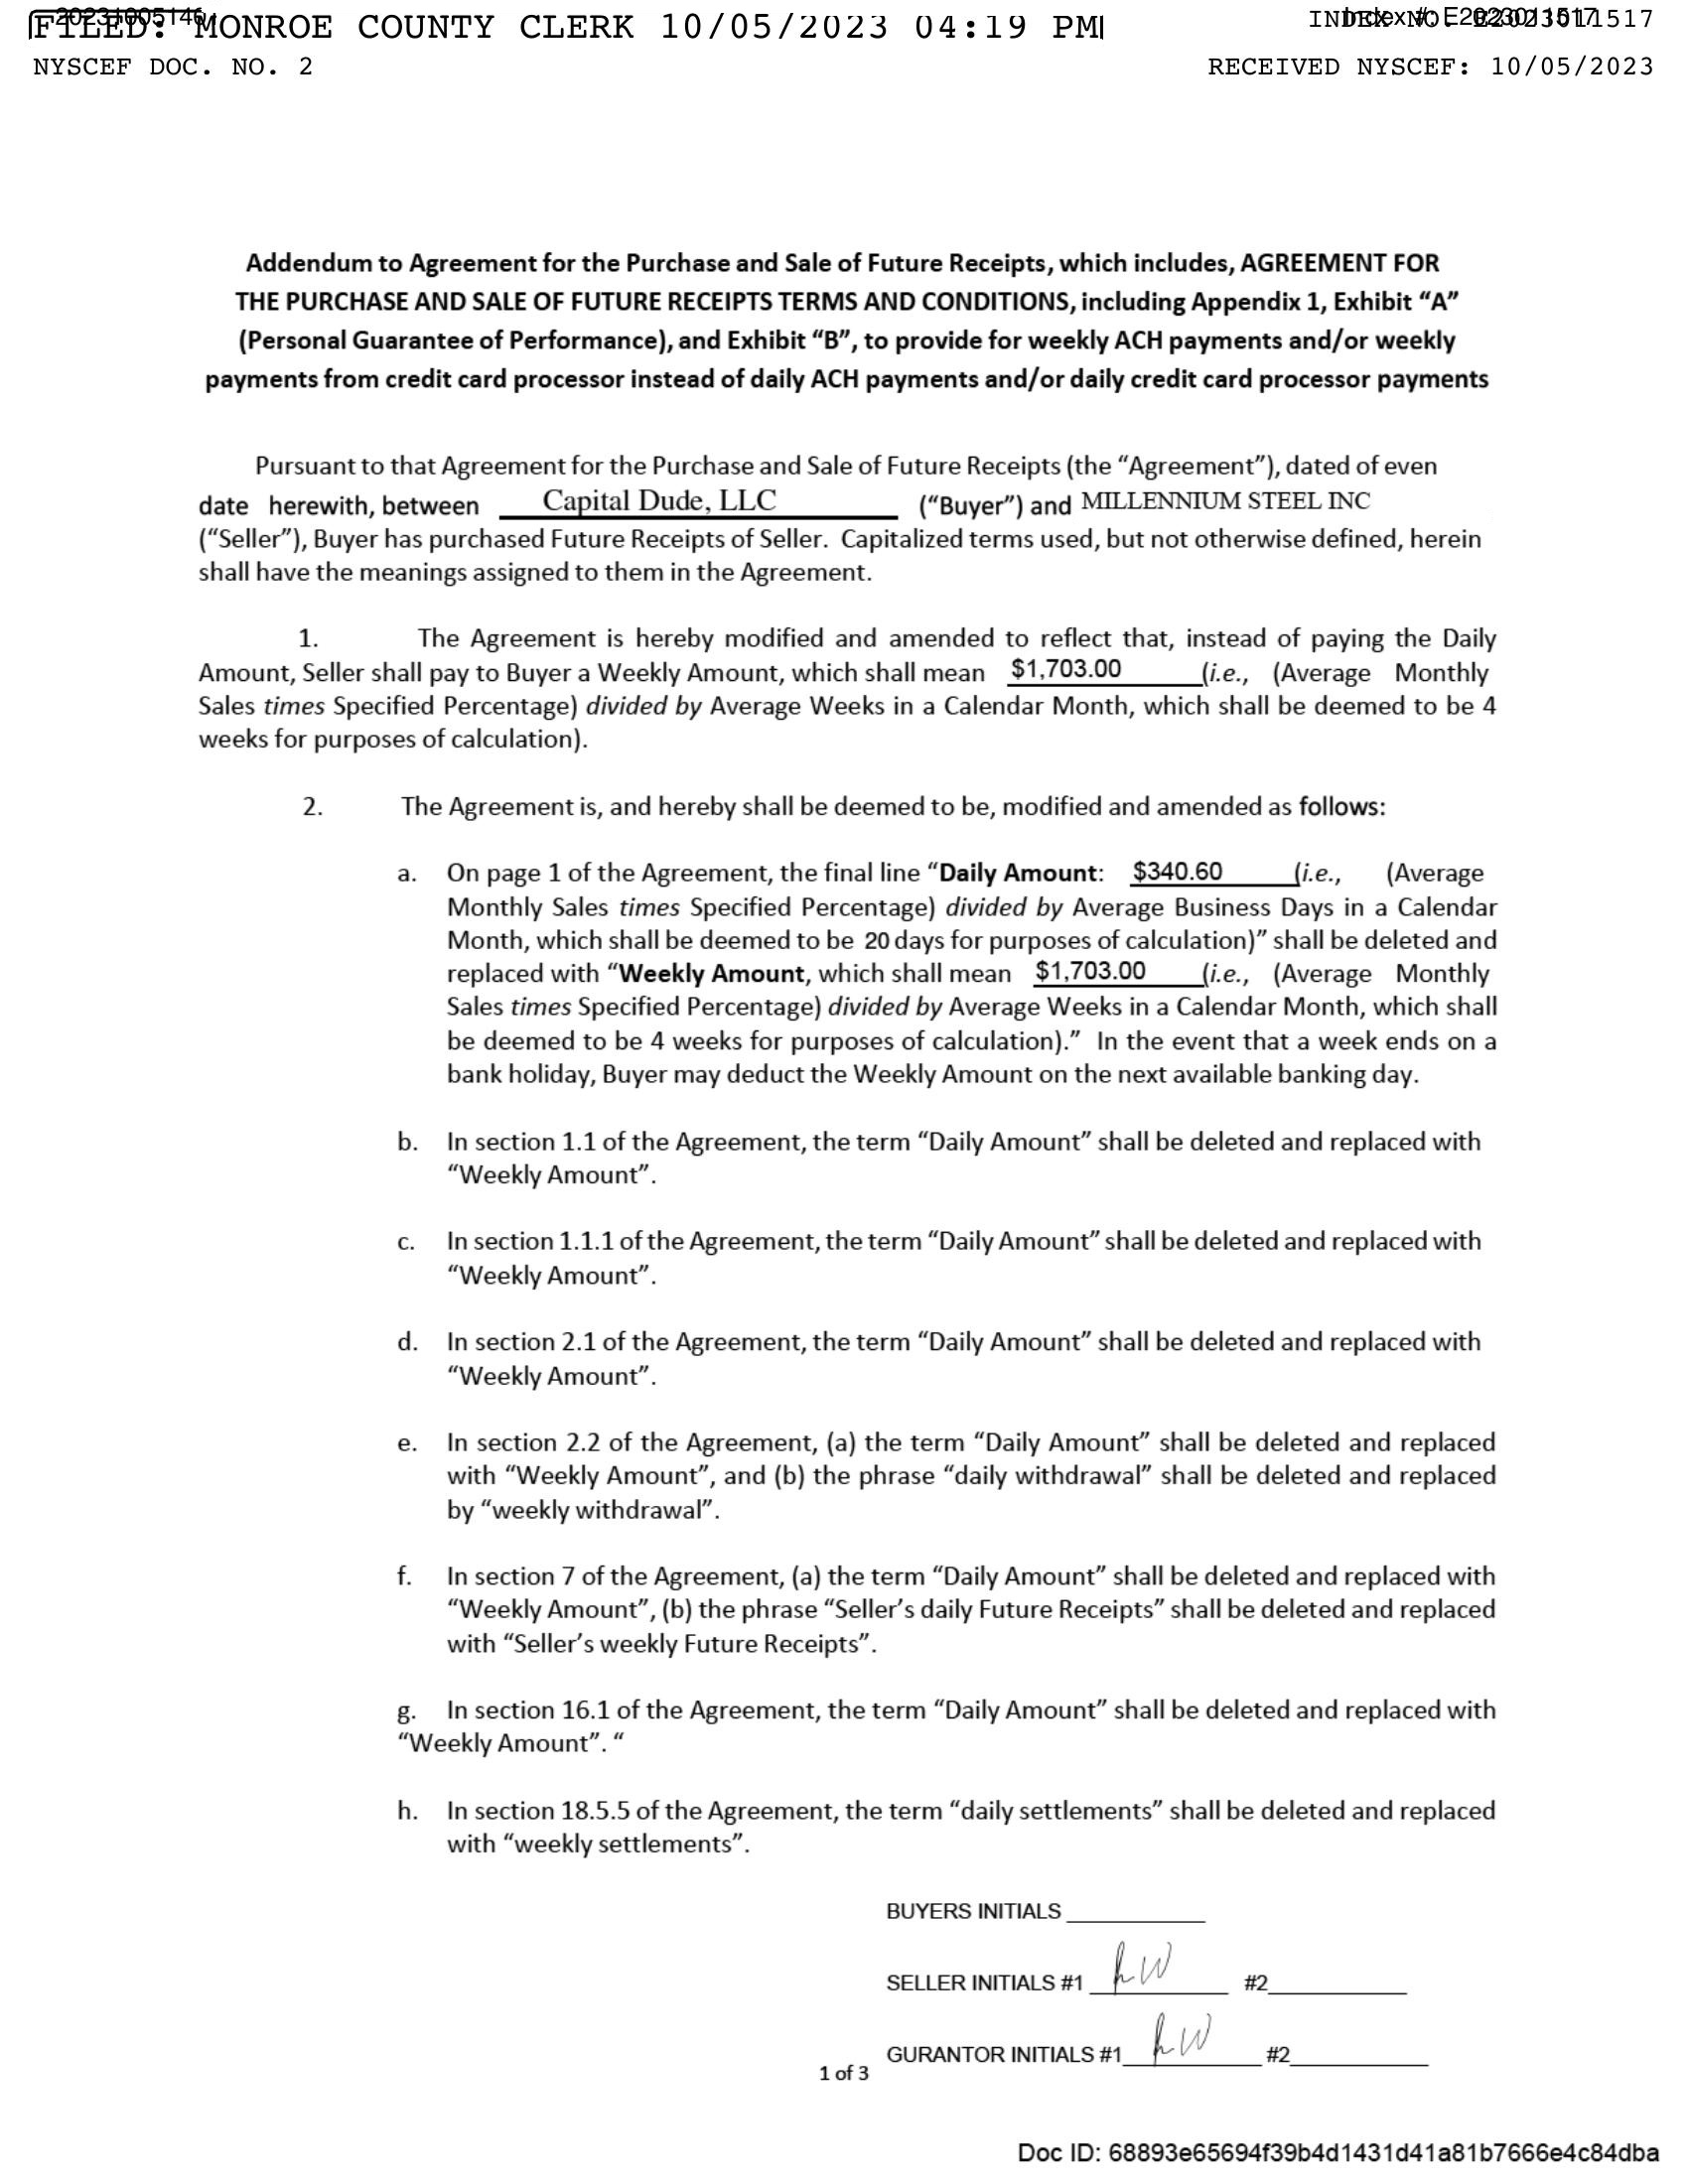 FILED: MONROE COUNTY CLERK 10/05/2023 04:19 PM
202310051146
INDEX NO. E2023011517
Index #: E2023011517
NYSCEF DOC. NO. 2
RECEIVED NYSCEF: 10/05/2023
Addendum to Agreement for the Purchase and Sale of Future Receipts, which includes, AGREEMENT FOR
THE PURCHASE AND SALE OF FUTURE RECEIPTS TERMS AND CONDITIONS, including Appendix 1, Exhibit “A”
(Personal Guarantee of Performance), and Exhibit “B”, to provide for weekly ACH payments and/or weekly
payments from credit card processor instead of daily ACH payments and/or daily credit card processor payments
Pursuant to that Agreement for the Purchase and Sale of Future Receipts (the “Agreement”), dated of even
date herewith, between Capital Dude, LLC (“Buyer”) and MILLENNIUM STEEL INC
(“Seller”), Buyer has purchased Future Receipts of Seller. Capitalized terms used, but not otherwise defined, herein
shall have the meanings assigned to them in the Agreement.
1. The Agreement is hereby modified and amended to reflect that, instead of paying the Daily
Amount, Seller shall pay to Buyer a Weekly Amount, which shall mean $1,703.00 (i.e., (Average Monthly
Sales times Specified Percentage) divided by Average Weeks in a Calendar Month, which shall be deemed to be 4
weeks for purposes of calculation).
2. The Agreement is, and hereby shall be deemed to be, modified and amended as follows:
a. On page 1 of the Agreement, the final line “Daily Amount: $340.60 (i.e., (Average
Monthly Sales times Specified Percentage) divided by Average Business Days in a Calendar
Month, which shall be deemed to be 20 days for purposes of calculation)” shall be deleted and
replaced with “Weekly Amount, which shall mean $1,703.00 (i.e., (Average Monthly
Sales times Specified Percentage) divided by Average Weeks in a Calendar Month, which shall
be deemed to be 4 weeks for purposes of calculation).” In the event that a week ends on a
bank holiday, Buyer may deduct the Weekly Amount on the next available banking day.
b. In section 1.1 of the Agreement, the term “Daily Amount” shall be deleted and replaced with
“Weekly Amount”.
c. In section 1.1.1 of the Agreement, the term “Daily Amount” shall be deleted and replaced with
“Weekly Amount”.
d. In section 2.1 of the Agreement, the term “Daily Amount” shall be deleted and replaced with
“Weekly Amount”.
e. In section 2.2 of the Agreement, (a) the term “Daily Amount” shall be deleted and replaced
with “Weekly Amount”, and (b) the phrase “daily withdrawal” shall be deleted and replaced
by “weekly withdrawal”.
f. In section 7 of the Agreement, (a) the term “Daily Amount” shall be deleted and replaced with
“Weekly Amount”, (b) the phrase “Seller’s daily Future Receipts” shall be deleted and replaced
with “Seller’s weekly Future Receipts”.
g. In section 16.1 of the Agreement, the term “Daily Amount” shall be deleted and replaced with
“Weekly Amount”. “
h. In section 18.5.5 of the Agreement, the term “daily settlements” shall be deleted and replaced
with “weekly settlements”.
BUYERS INITIALS
SELLER INITIALS #1 RW #2
GURANTOR INITIALS #1 RW #2
1 of 3
Doc ID: 68893e65694f39b4d1431d41a81b7666e4c84dba